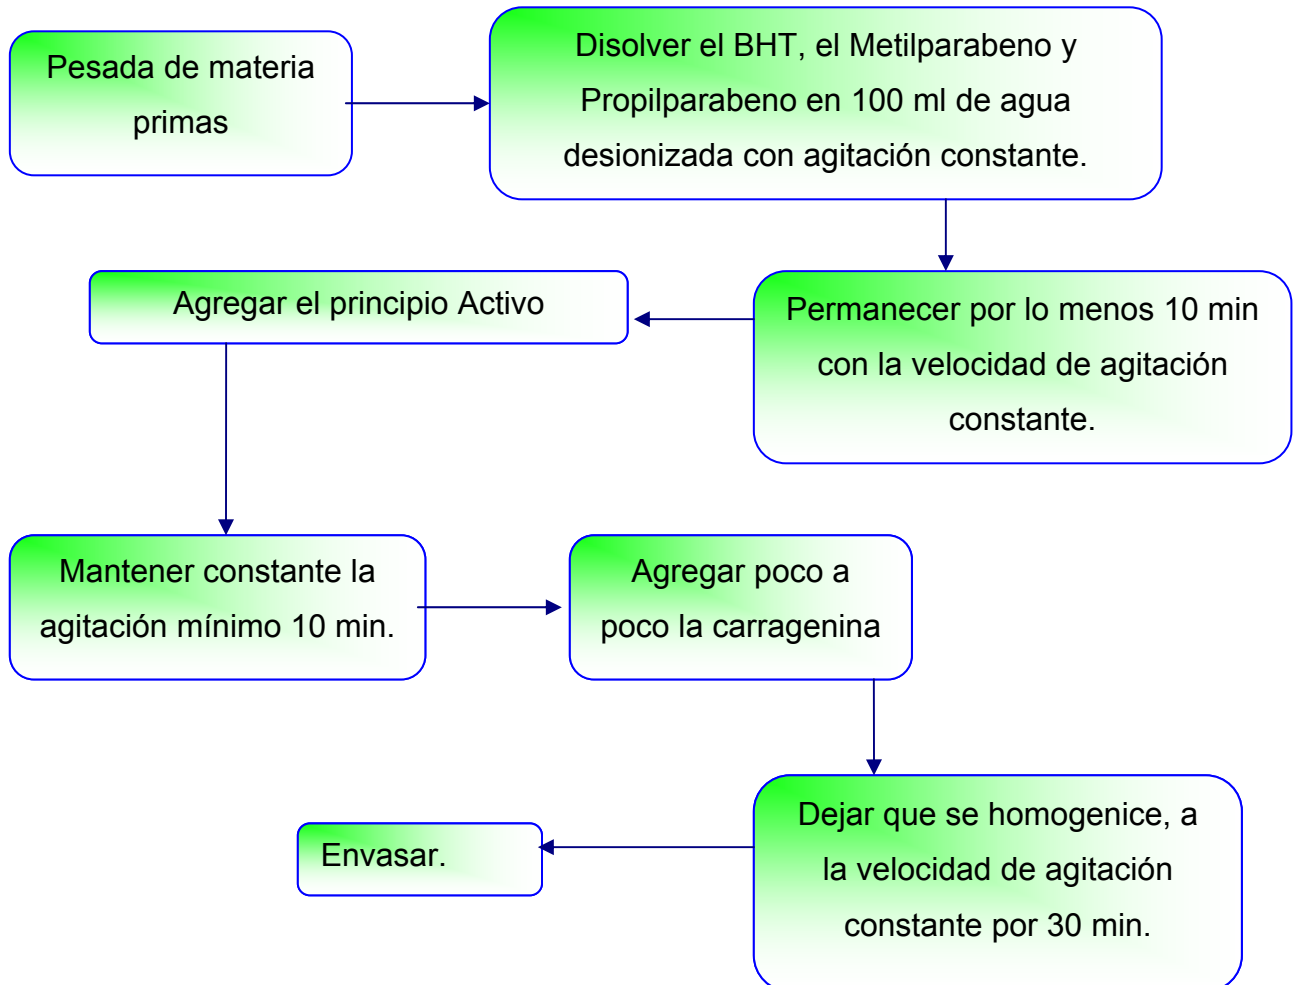 Pesada de materia
primas
Disolver el BHT, el Metilparabeno y
Propilparabeno en 100 ml de agua
desionizada con agitación constante.
Permanecer por lo menos 10 min
con la velocidad de agitación
constante.
Agregar el principio Activo
Mantener constante la
agitación mínimo 10 min.
Agregar poco a
poco la carragenina
Dejar que se homogenice, a
la velocidad de agitación
constante por 30 min.
Envasar.